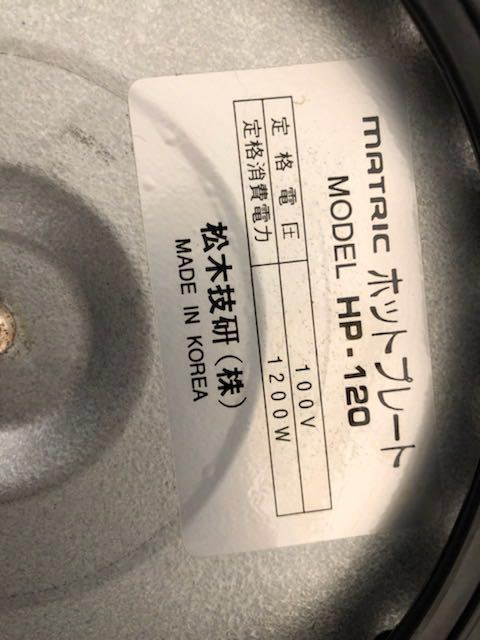 MATRIC ホットプレート
MODEL HP-120
定格電圧 100V
定格消費電力 1200W
松木技研(株)
MADE IN KOREA